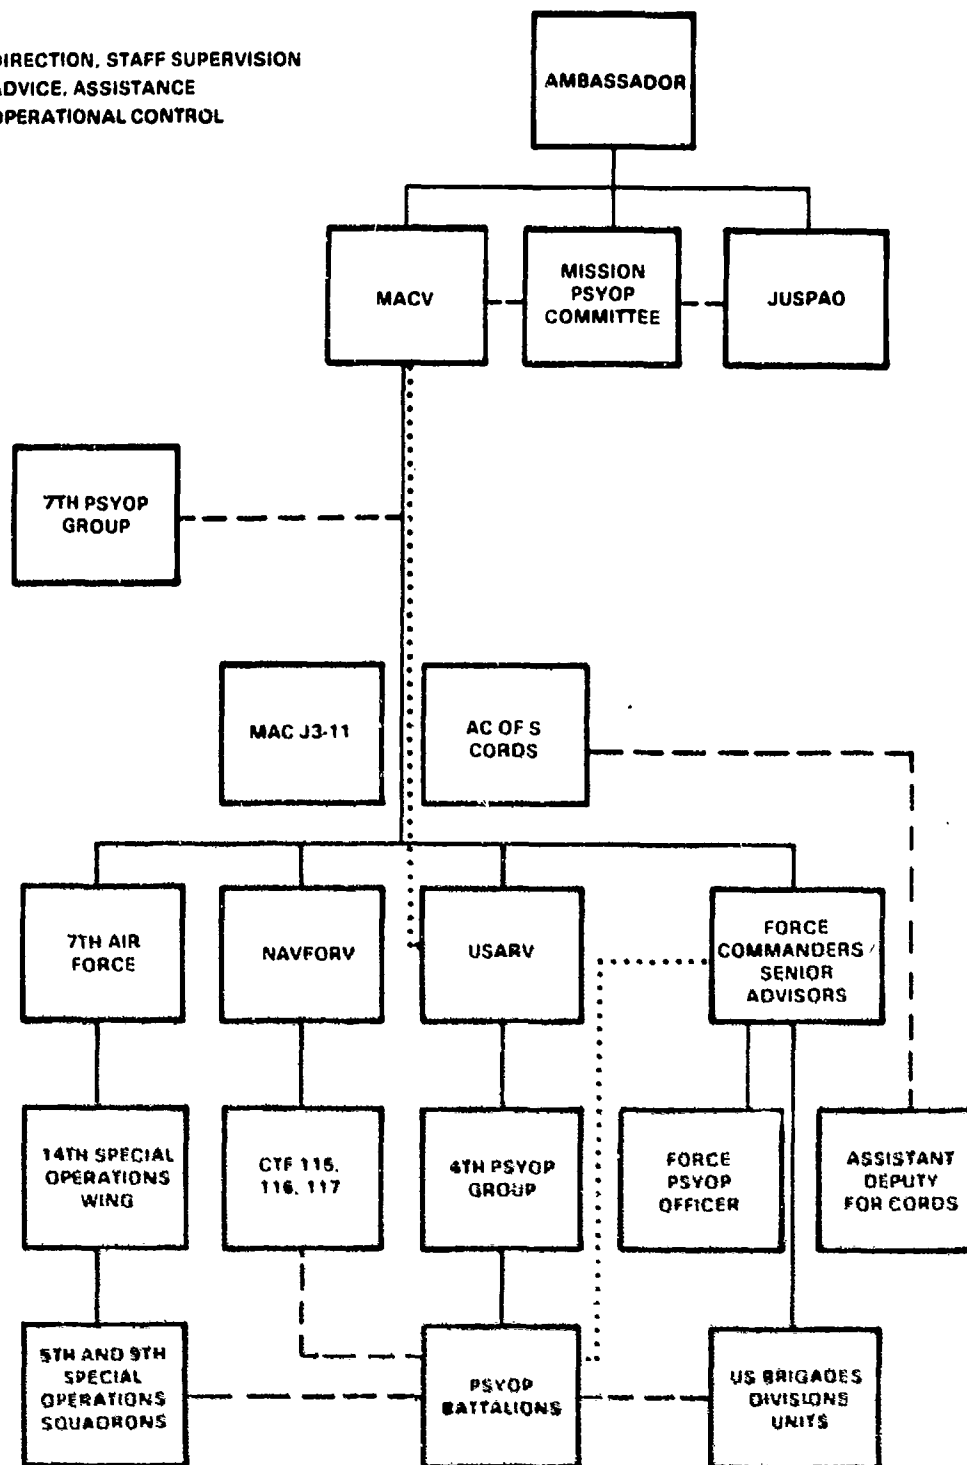 DIRECTION, STAFF SUPERVISION
ADVICE, ASSISTANCE
OPERATIONAL CONTROL
AMBASSADOR
MACV
MISSION
PSYOP
COMMITTEE
JUSPAO
7TH PSYOP
GROUP
MAC J3-11
AC OF S
CORDS
7TH AIR
FORCE
NAVFORV
USARV
FORCE
COMMANDERS/
SENIOR
ADVISORS
14TH SPECIAL
OPERATIONS
WING
CTF 115,
116, 117
4TH PSYOP
GROUP
FORCE
PSYOP
OFFICER
ASSISTANT
DEPUTY
FOR CORDS
5TH AND 9TH
SPECIAL
OPERATIONS
SQUADRONS
PSYOP
BATTALIONS
US BRIGADES
DIVISIONS
UNITS